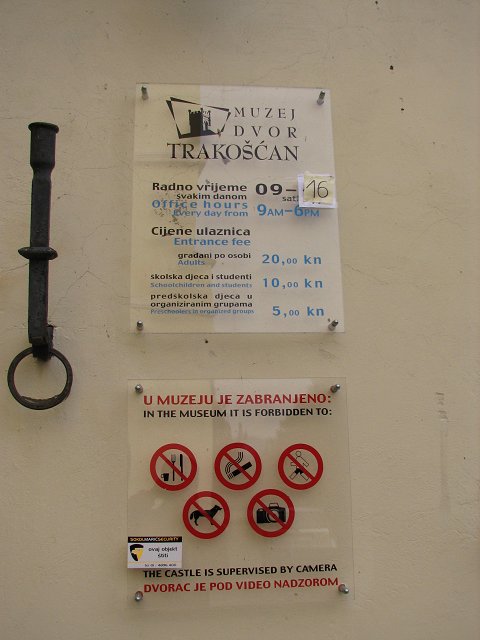 MUZEJ
DVOR
TRAKOŠĆAN
Radno vrijeme 09-16
svakim danom sati
Office hours 9AM-6PM
Every day from
Cijene ulaznica
Entrance fee
građani po osobi 20,00 kn
Adults
školska djeca i studenti 10,00 kn
Schoolchildren and students
predškolska djeca u
organiziranim grupama 5,00 kn
Preschoolers in organized groups
U MUZEJU JE ZABRANJENO:
IN THE MUSEUM IT IS FORBIDDEN TO:
SOKOLMARICSECURITY
ovaj objekt
štiti
THE CASTLE IS SUPERVISED BY CAMERA
DVORAC JE POD VIDEO NADZOROM